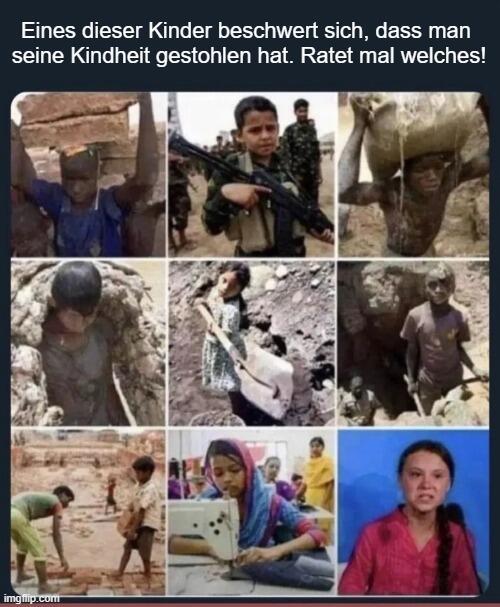 Eines dieser Kinder beschwert sich, dass man
seine Kindheit gestohlen hat. Ratet mal welches!
imgflip.com